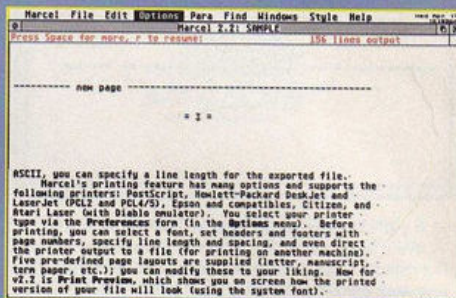 Marcel File Edit Options Para Find Windows Style Help
Marcel 2.2: SAMPLE
Press Space for more, r to resume: 156 lines output
---------- new page ----------------------------------------
= I =
ASCII, you can specify a line length for the exported file.
Marcel's printing feature has many options and supports the
following printers: PostScript, Hewlett-Packard DeskJet and
LaserJet (PCL2 and PCL4/5), Epson and compatibles, Citizen, and
Atari Laser (with Diablo emulator). You select your printer
type via the Preferences form (in the Options menu). Before
printing, you can select a font, set headers and footers with
page numbers, specify line length and spacing, and even direct
the printer output to a file (for printing on another machine).
Five pre-defined page layouts are supplied (letter, manuscript,
term paper, etc.); you can modify these to your liking. New for
v2.2 is Print Preview, which shows you on screen how the printed
version of your file will look (using the system font).